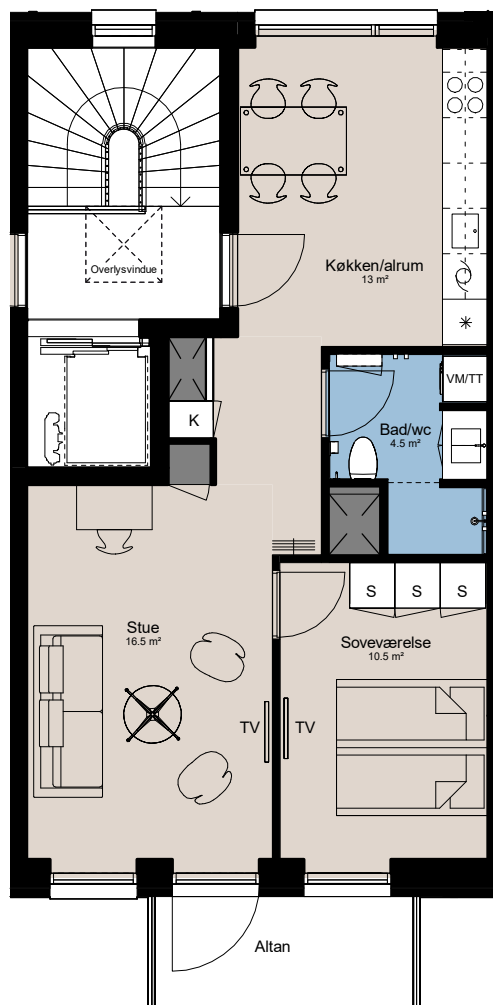 Overlysvindue
Køkken/alrum
13 m²
K
VM/TT
Bad/wc
4.5 m²
S S S
Stue
16.5 m²
Soveværelse
10.5 m²
TV TV
Altan